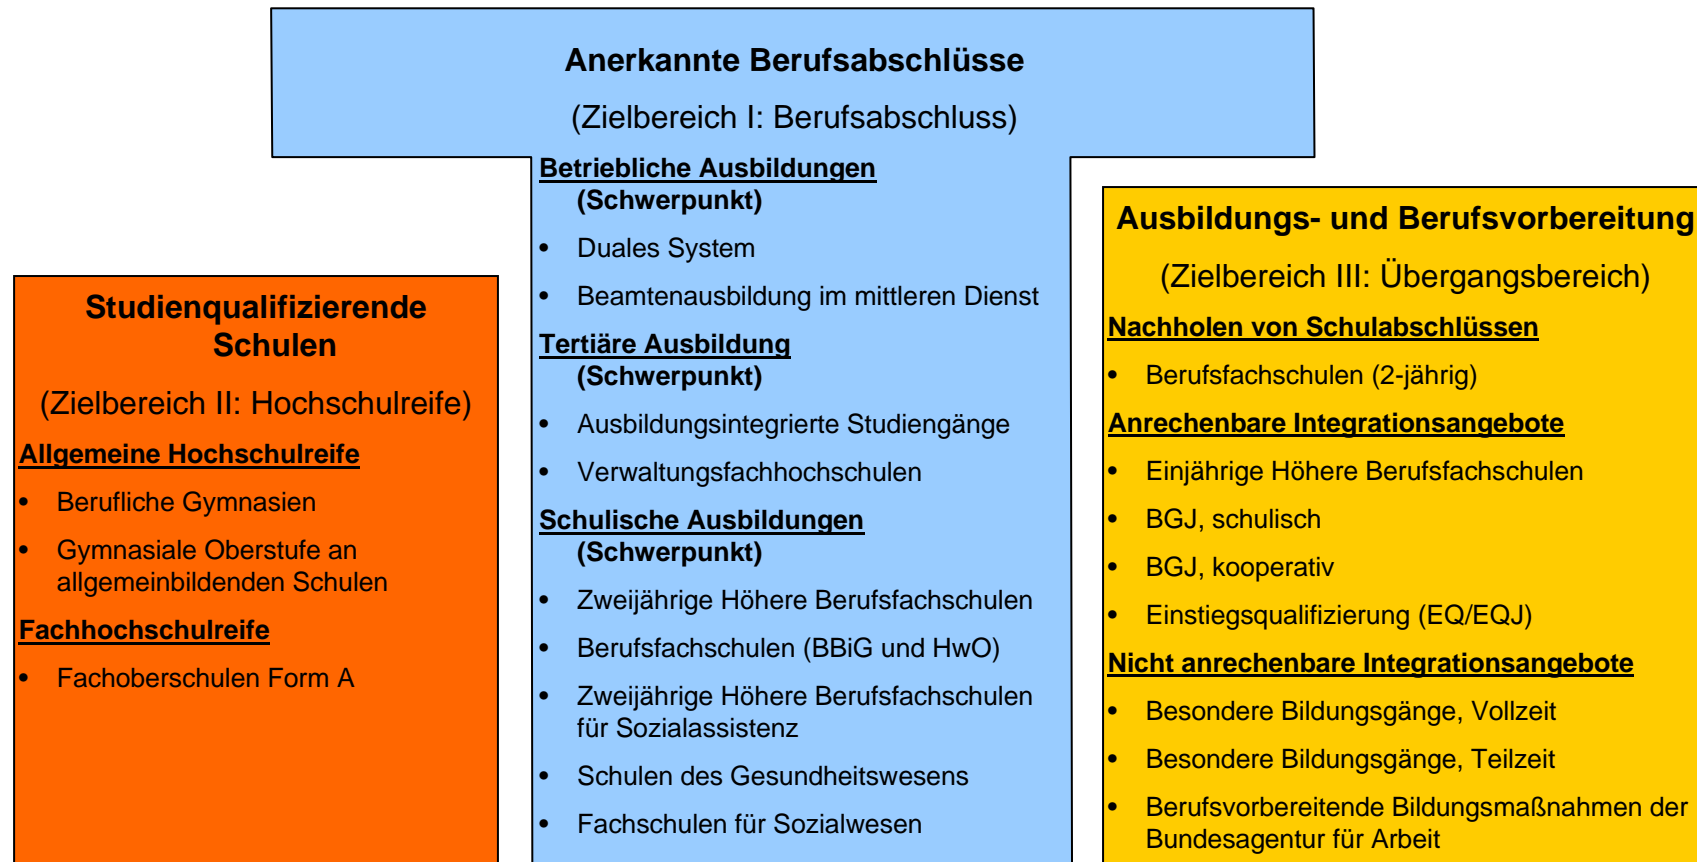 Anerkannte Berufsabschlüsse
(Zielbereich I: Berufsabschluss)
Betriebliche Ausbildungen
(Schwerpunkt)
• Duales System
• Beamtenausbildung im mittleren Dienst
Tertiäre Ausbildung
(Schwerpunkt)
• Ausbildungsintegrierte Studiengänge
• Verwaltungsfachhochschulen
Schulische Ausbildungen
(Schwerpunkt)
• Zweijährige Höhere Berufsfachschulen
• Berufsfachschulen (BBiG und HwO)
• Zweijährige Höhere Berufsfachschulen
für Sozialassistenz
• Schulen des Gesundheitswesens
• Fachschulen für Sozialwesen
Studienqualifizierende
Schulen
(Zielbereich II: Hochschulreife)
Allgemeine Hochschulreife
• Berufliche Gymnasien
• Gymnasiale Oberstufe an
allgemeinbildenden Schulen
Fachhochschulreife
• Fachoberschulen Form A
Ausbildungs- und Berufsvorbereitung
(Zielbereich III: Übergangsbereich)
Nachholen von Schulabschlüssen
• Berufsfachschulen (2-jährig)
Anrechenbare Integrationsangebote
• Einjährige Höhere Berufsfachschulen
• BGJ, schulisch
• BGJ, kooperativ
• Einstiegsqualifizierung (EQ/EQJ)
Nicht anrechenbare Integrationsangebote
• Besondere Bildungsgänge, Vollzeit
• Besondere Bildungsgänge, Teilzeit
• Berufsvorbereitende Bildungsmaßnahmen der
Bundesagentur für Arbeit